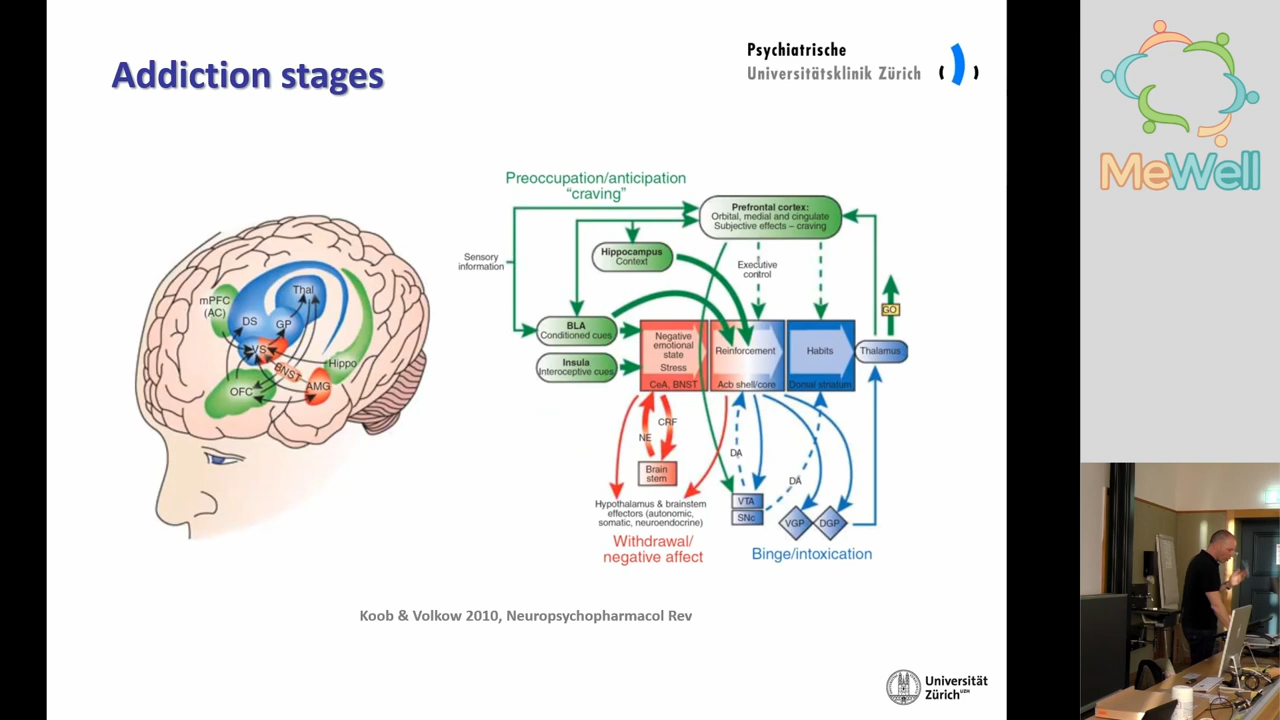 Addiction stages
Psychiatrische
Universitätsklinik Zürich
MeWell
mPFC
(AC)
Thal
DS
GP
VS
BNST
Hippo
OFC
AMG
Preoccupation/anticipation
“craving”
Prefrontal cortex:
Orbital, medial and cingulate
Subjective effects – craving
Sensory
information
Hippocampus
Context
Executive
control
GO
BLA
Conditioned cues
Insula
Interoceptive cues
Negative
emotional
state
Stress
CeA, BNST
Reinforcement
Acb shell/core
Habits
Dorsal striatum
Thalamus
CRF
NE
Brain
stem
DA
DA
VTA
SNc
VGP
DGP
Hypothalamus & brainstem
effectors (autonomic,
somatic, neuroendocrine)
Withdrawal/
negative affect
Binge/intoxication
Koob & Volkow 2010, Neuropsychopharmacol Rev
Universität
Zürich UZH